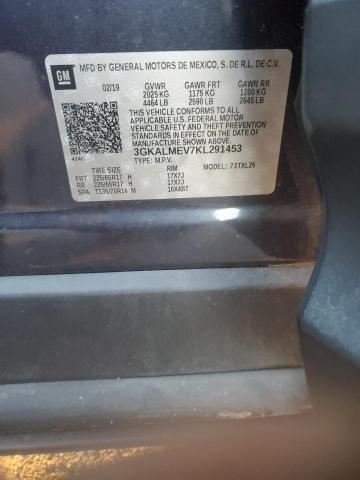 GM
MFD BY GENERAL MOTORS DE MEXICO, S. DE R.L. DE C.V.
02/19 GVWR GAWR FRT GAWR RR
2025 KG 1175 KG 1200 KG
4464 LB 2590 LB 2645 LB
THIS VEHICLE CONFORMS TO ALL APPLICABLE
U.S. FEDERAL MOTOR VEHICLE SAFETY
BUMPER, AND THEFT PREVENTION
STANDARDS IN EFFECT ON THE DATE OF
MANUFACTURE SHOWN ABOVE.
3GKALMEV7KL291453
TYPE: M.P.V. MODEL: 73TXL26
TIRE SIZE RIM
FRT 225/65R17 H 17X7J
RR 225/65R17 H 17X7J
SPA T135/70R16 M 16X4BT